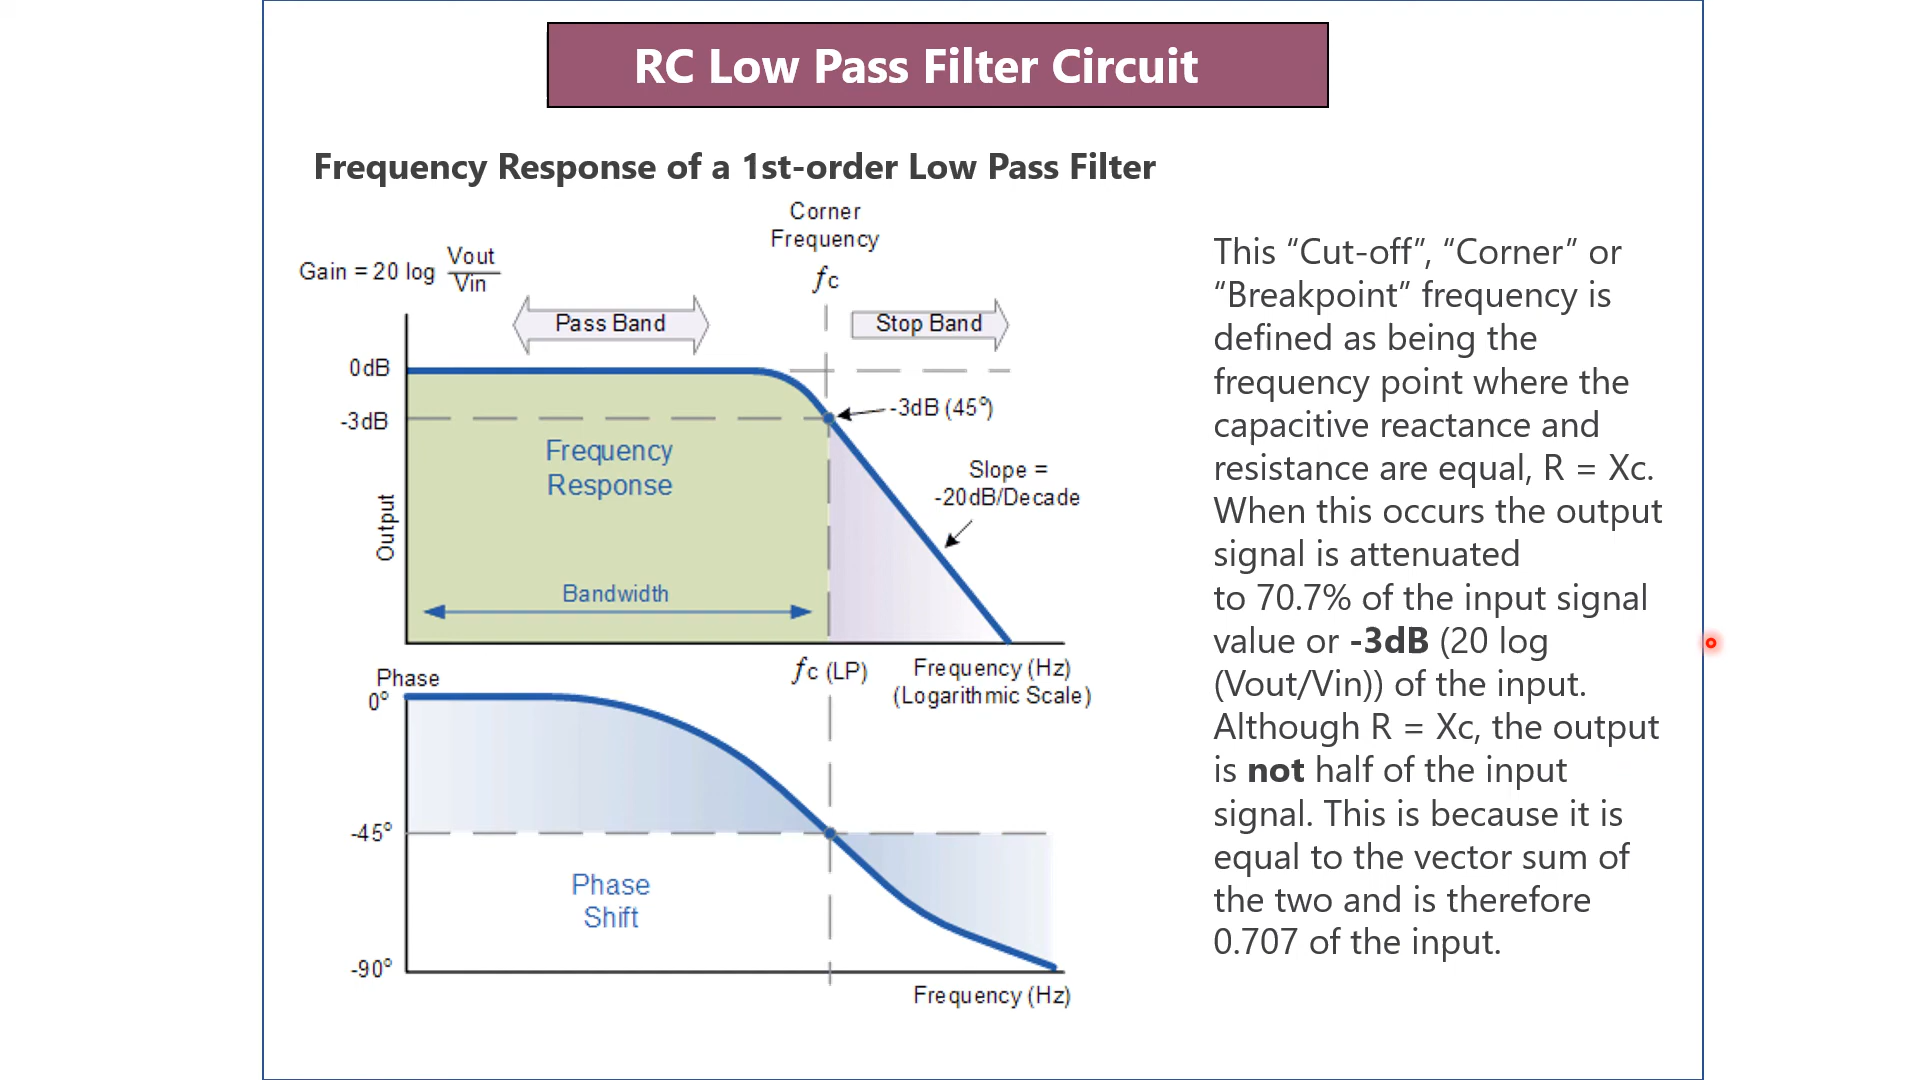 RC Low Pass Filter Circuit
Frequency Response of a 1st-order Low Pass Filter
Corner
Frequency
ƒc
Gain = 20 log Vout
Vin
Pass Band
Stop Band
0dB
-3dB
-3dB (45°)
Frequency
Response
Slope =
-20dB/Decade
Output
Bandwidth
ƒc (LP)
Frequency (Hz)
(Logarithmic Scale)
Phase
0°
-45°
Phase
Shift
-90°
Frequency (Hz)
This “Cut-off”, “Corner” or
“Breakpoint” frequency is
defined as being the
frequency point where the
capacitive reactance and
resistance are equal, R = Xc.
When this occurs the output
signal is attenuated
to 70.7% of the input signal
value or -3dB (20 log
(Vout/Vin)) of the input.
Although R = Xc, the output
is not half of the input
signal. This is because it is
equal to the vector sum of
the two and is therefore
0.707 of the input.